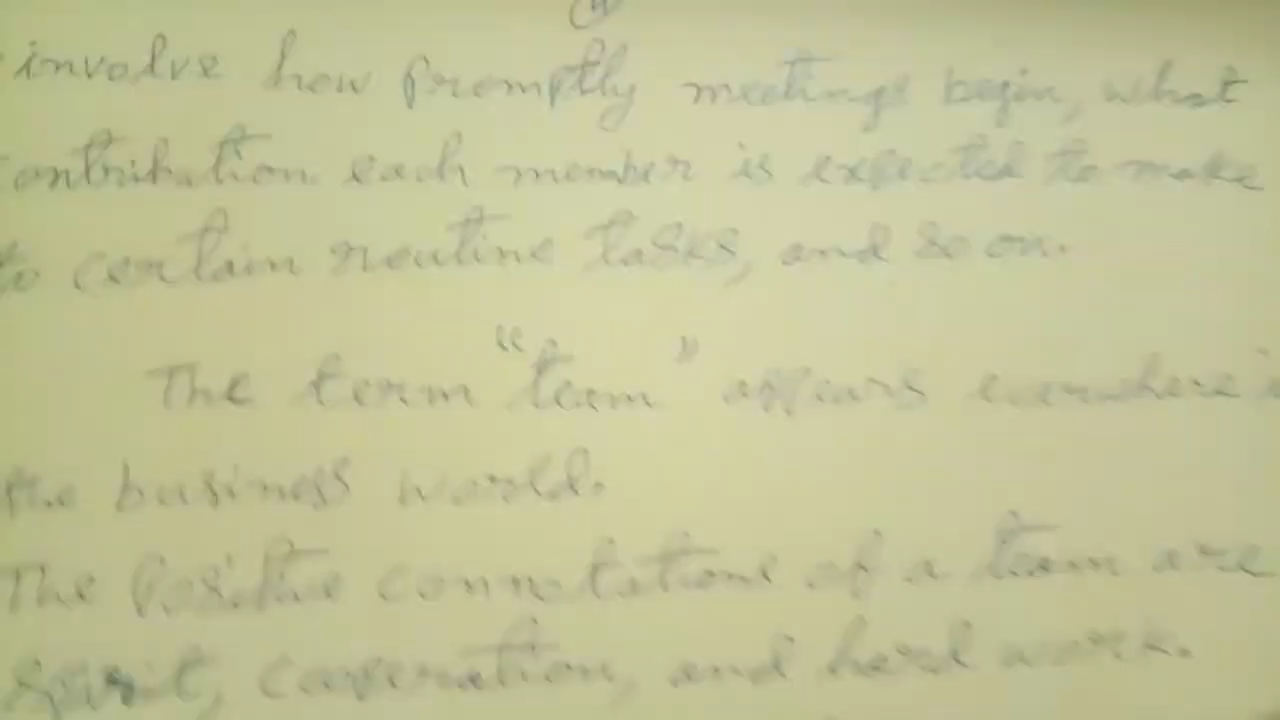 involve how promptly meetings begin, what
contribution each member is expected to make
to certain routine tasks, and so on.
The term "team" appears everwhere
the business world.
The Positive connotations of a team are
spirit, cooperation, and hard work.